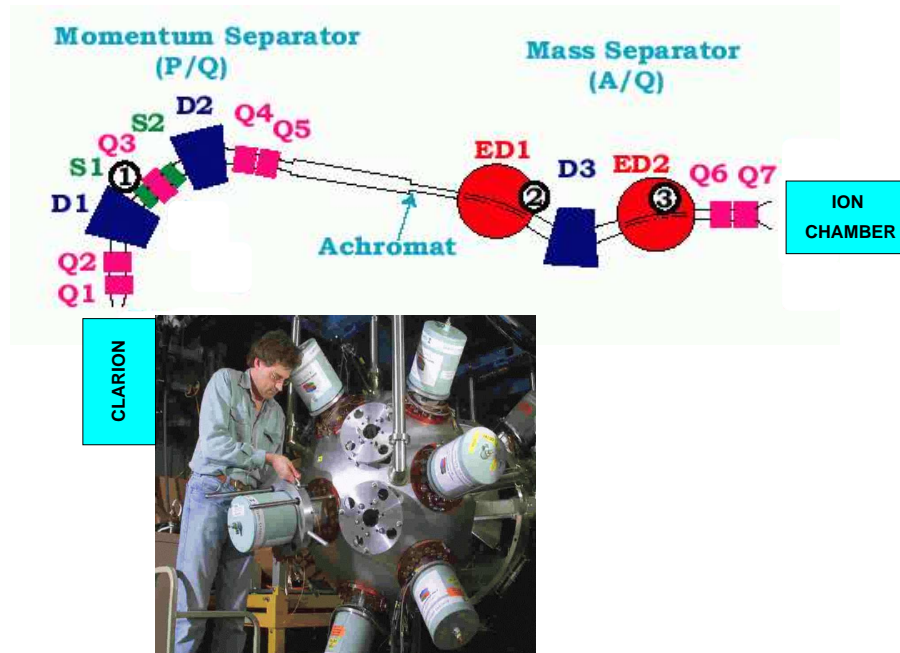 Momentum Separator
(P/Q)
Mass Separator
(A/Q)
D2
Q4
Q5
S2
Q3
S1
1
D1
Q2
Q1
Achromat
ED1
2
D3
ED2
3
Q6 Q7
ION
CHAMBER
CLARION